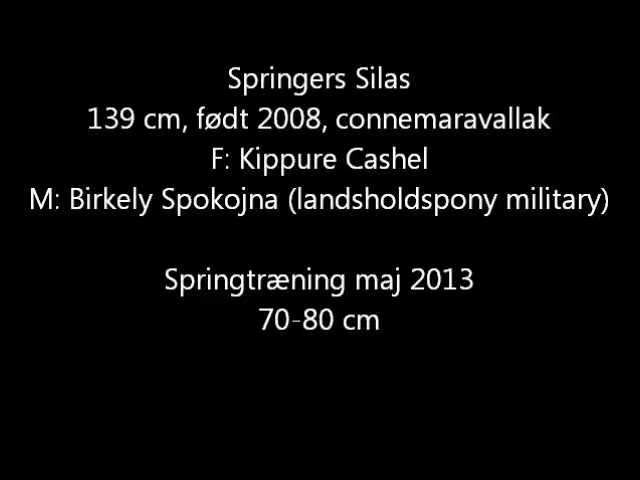 Springers Silas
139 cm, født 2008, connemaravallak
F: Kippure Cashel
M: Birkely Spokojna (landsholdspony military)
Springtræning maj 2013
70-80 cm